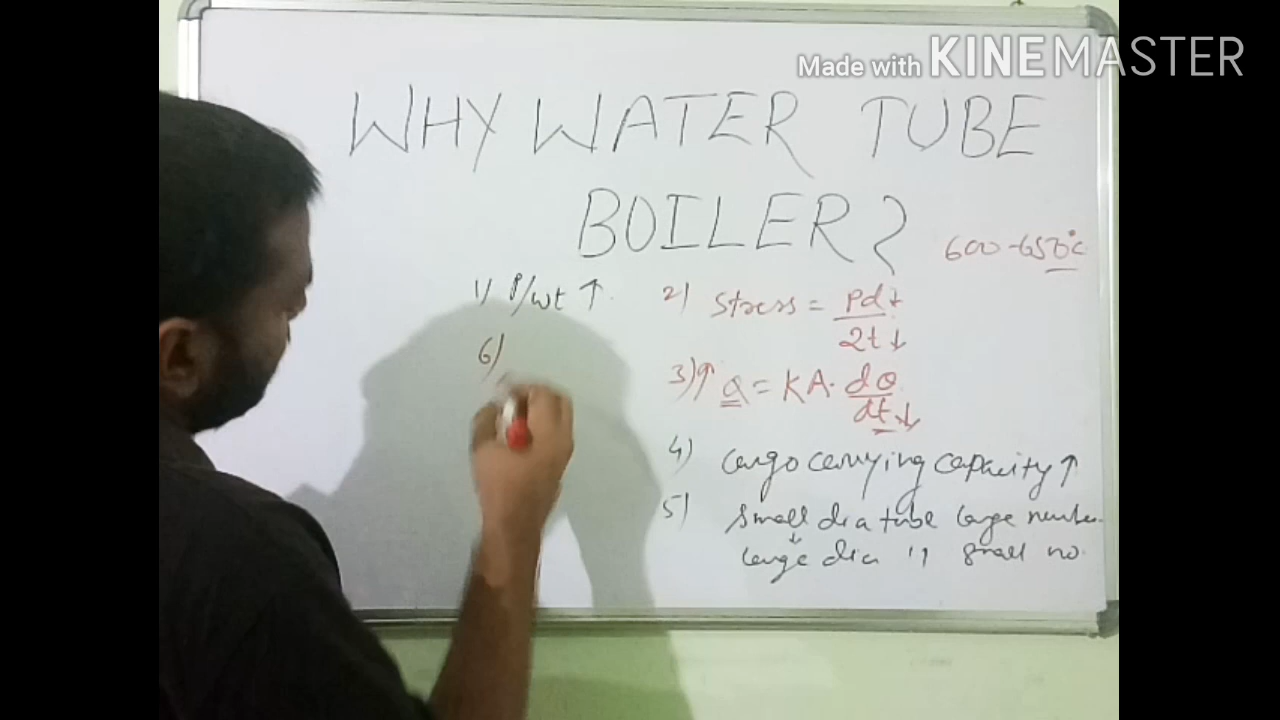 Made with KINEMASTER
WHY WATER TUBE
BOILER?
600-650°C
1) P/wt ↑
2) Stress = Pd↓
2t↓
3)↑ Q = KA. dθ
dt↓
4) Cargo carrying capacity ↑
5) Small dia tube large number
↓
large dia " small no.
6)